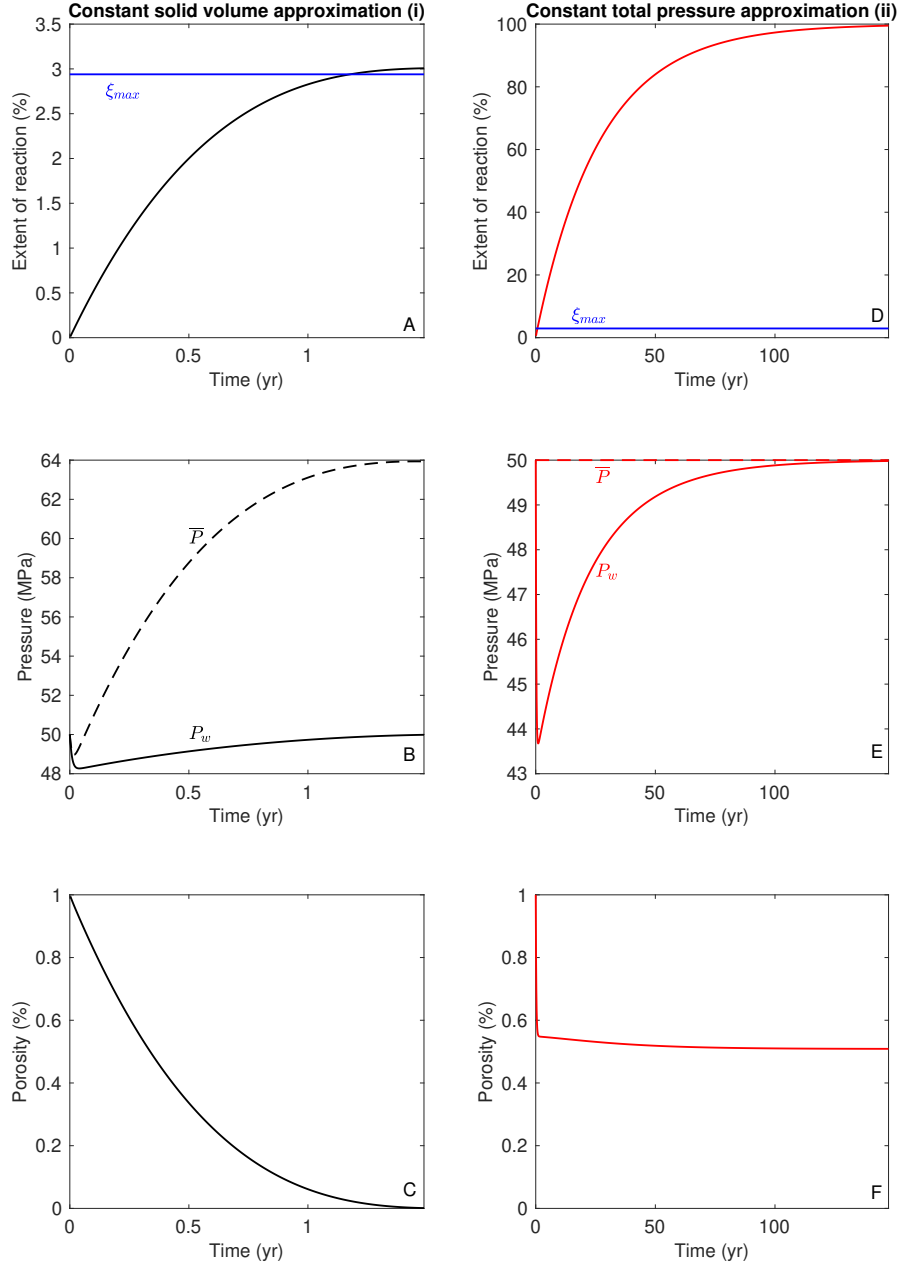 Constant solid volume approximation (i)
3.5
3
2.5
2
1.5
1
0.5
0
Extent of reaction (%)
ξmax
A
0
0.5
1
Time (yr)
Constant total pressure approximation (ii)
100
80
60
40
20
0
Extent of reaction (%)
ξmax
D
0
50
100
Time (yr)
64
62
60
58
56
54
52
50
48
Pressure (MPa)
P̅
Pw
B
0
0.5
1
Time (yr)
50
49
48
47
46
45
44
43
Pressure (MPa)
P̅
Pw
E
0
50
100
Time (yr)
1
0.8
0.6
0.4
0.2
0
Porosity (%)
C
0
0.5
1
Time (yr)
1
0.8
0.6
0.4
0.2
0
Porosity (%)
F
0
50
100
Time (yr)